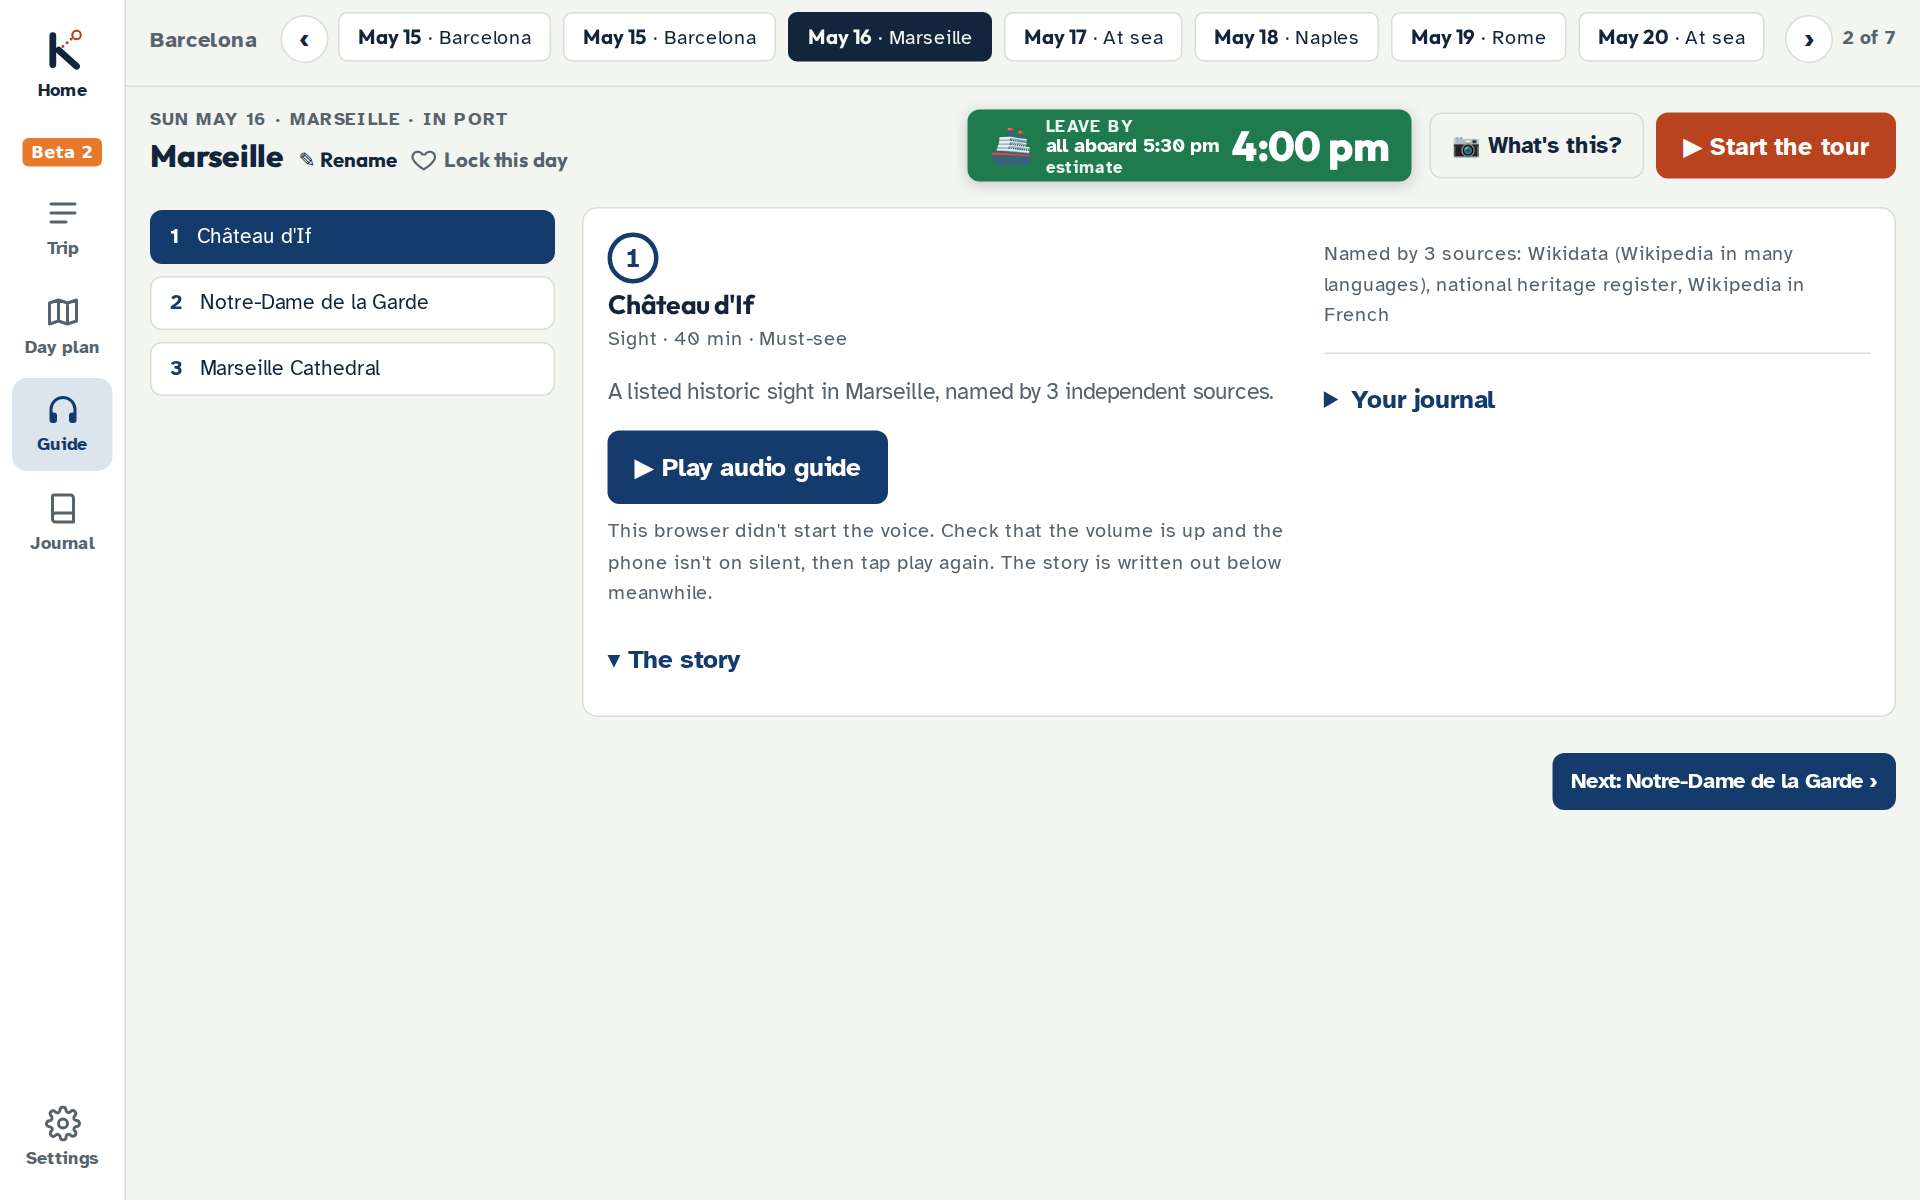 Home
Beta 2
Trip
Day plan
Guide
Journal
Settings
Barcelona
‹
May 15 · Barcelona
May 15 · Barcelona
May 16 · Marseille
May 17 · At sea
May 18 · Naples
May 19 · Rome
May 20 · At sea
›
2 of 7
SUN MAY 16 · MARSEILLE · IN PORT
Marseille
✎ Rename
Lock this day
LEAVE BY
all aboard 5:30 pm
estimate
4:00 pm
What's this?
▶ Start the tour
1 Château d'If
2 Notre-Dame de la Garde
3 Marseille Cathedral
1
Château d'If
Sight · 40 min · Must-see
A listed historic sight in Marseille, named by 3 independent sources.
▶ Play audio guide
This browser didn't start the voice. Check that the volume is up and the
phone isn't on silent, then tap play again. The story is written out below
meanwhile.
▾ The story
Named by 3 sources: Wikidata (Wikipedia in many
languages), national heritage register, Wikipedia in
French
▶ Your journal
Next: Notre-Dame de la Garde ›